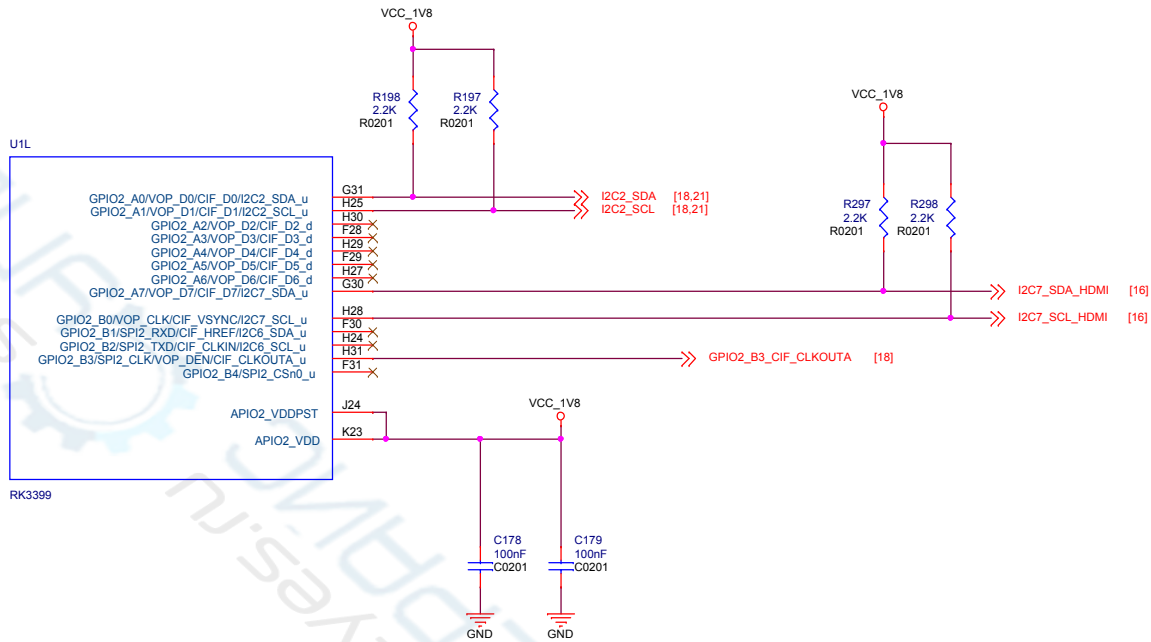 VCC_1V8
R198
2.2K
R0201
R197
2.2K
R0201
VCC_1V8
R297
2.2K
R0201
R298
2.2K
R0201
U1L
GPIO2_A0/VOP_D0/CIF_D0/I2C2_SDA_u G31 I2C2_SDA [18,21]
GPIO2_A1/VOP_D1/CIF_D1/I2C2_SCL_u H25 I2C2_SCL [18,21]
GPIO2_A2/VOP_D2/CIF_D2_d H30
GPIO2_A3/VOP_D3/CIF_D3_d F28
GPIO2_A4/VOP_D4/CIF_D4_d H29
GPIO2_A5/VOP_D5/CIF_D5_d F29
GPIO2_A6/VOP_D6/CIF_D6_d H27
GPIO2_A7/VOP_D7/CIF_D7/I2C7_SDA_u G30 I2C7_SDA_HDMI [16]
GPIO2_B0/VOP_CLK/CIF_VSYNC/I2C7_SCL_u H28 I2C7_SCL_HDMI [16]
GPIO2_B1/SPI2_RXD/CIF_HREF/I2C6_SDA_u F30
GPIO2_B2/SPI2_TXD/CIF_CLKIN/I2C6_SCL_u H24
GPIO2_B3/SPI2_CLK/VOP_DEN/CIF_CLKOUTA_u H31 GPIO2_B3_CIF_CLKOUTA [18]
GPIO2_B4/SPI2_CSn0_u F31
APIO2_VDDPST J24
APIO2_VDD K23
VCC_1V8
RK3399
C178
100nF
C0201
C179
100nF
C0201
GND
GND